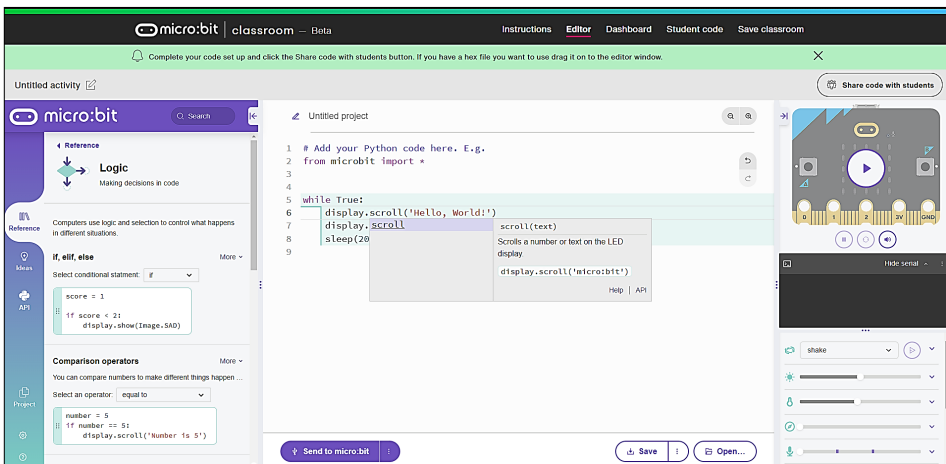 micro:bit | classroom – Beta
Instructions Editor Dashboard Student code Save classroom
Complete your code set up and click the Share code with students button. If you have a hex file you want to use drag it on to the editor window.
Untitled activity
Share code with students
micro:bit
Search
Reference
Logic
Making decisions in code
Computers use logic and selection to control what happens
in different situations.
if, elif, else More
Select conditional statment: if
score = 1
if score < 2:
display.show(Image.SAD)
Comparison operators More
You can compare numbers to make different things happen ...
Select an operator: equal to
number = 5
if number == 5:
display.scroll('Number is 5')
Reference
Ideas
API
Project
Untitled project
1 # Add your Python code here. E.g.
2 from microbit import *
3
4
5 while True:
6 display.scroll('Hello, World!')
7 display.scroll
8 sleep(20
9
scroll(text)
Scrolls a number or text on the LED
display.
display.scroll('micro:bit')
Help | API
Send to micro:bit
Save
Open...
0 1 2 3V GND
Hide serial
shake